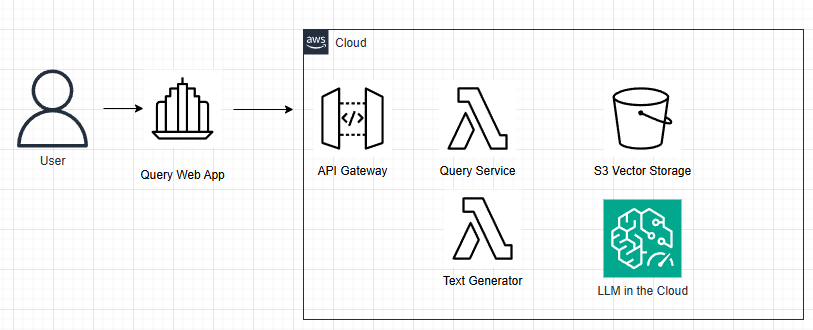 aws
Cloud
User
Query Web App
</>
API Gateway
Query Service
S3 Vector Storage
Text Generator
LLM in the Cloud